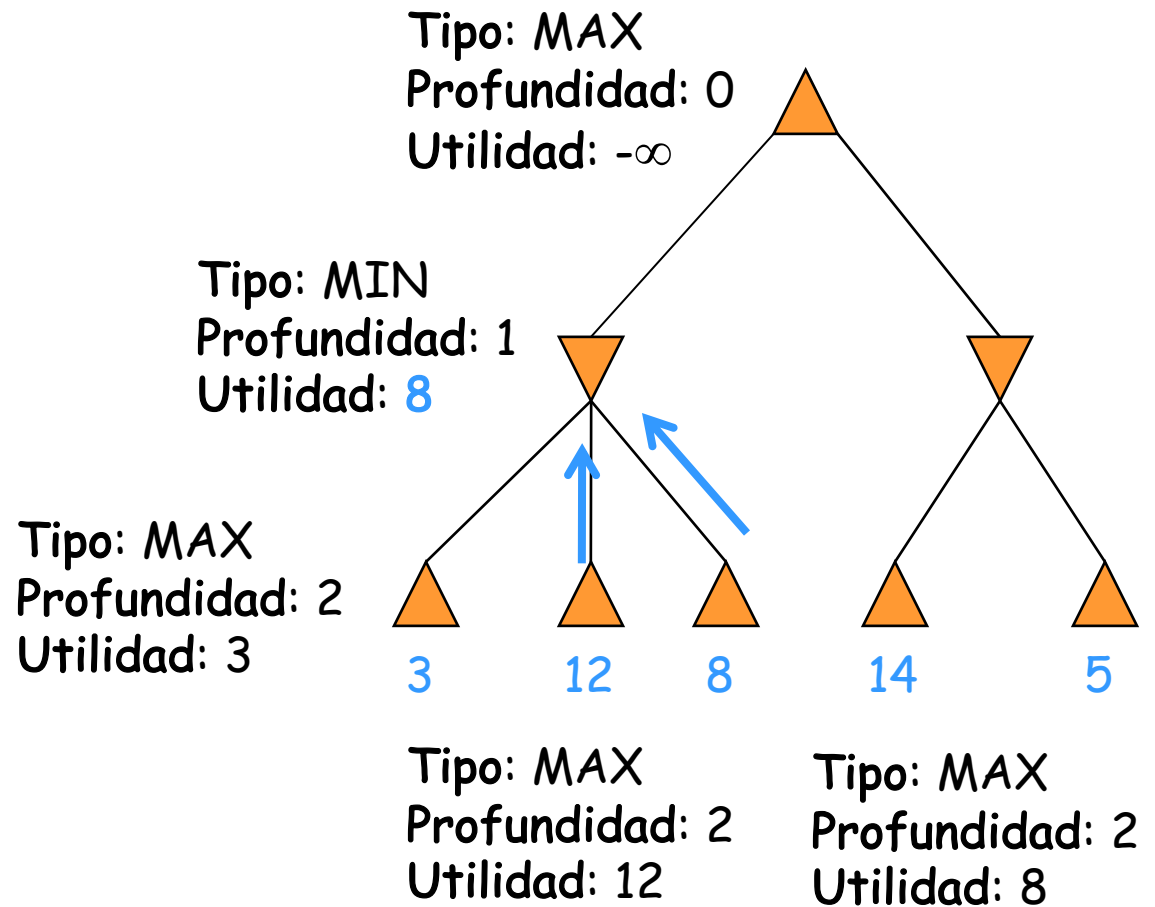 Tipo: MAX
Profundidad: 0
Utilidad: -∞
Tipo: MIN
Profundidad: 1
Utilidad: 8
Tipo: MAX
Profundidad: 2
Utilidad: 3
3 12 8 14 5
Tipo: MAX
Profundidad: 2
Utilidad: 12
Tipo: MAX
Profundidad: 2
Utilidad: 8